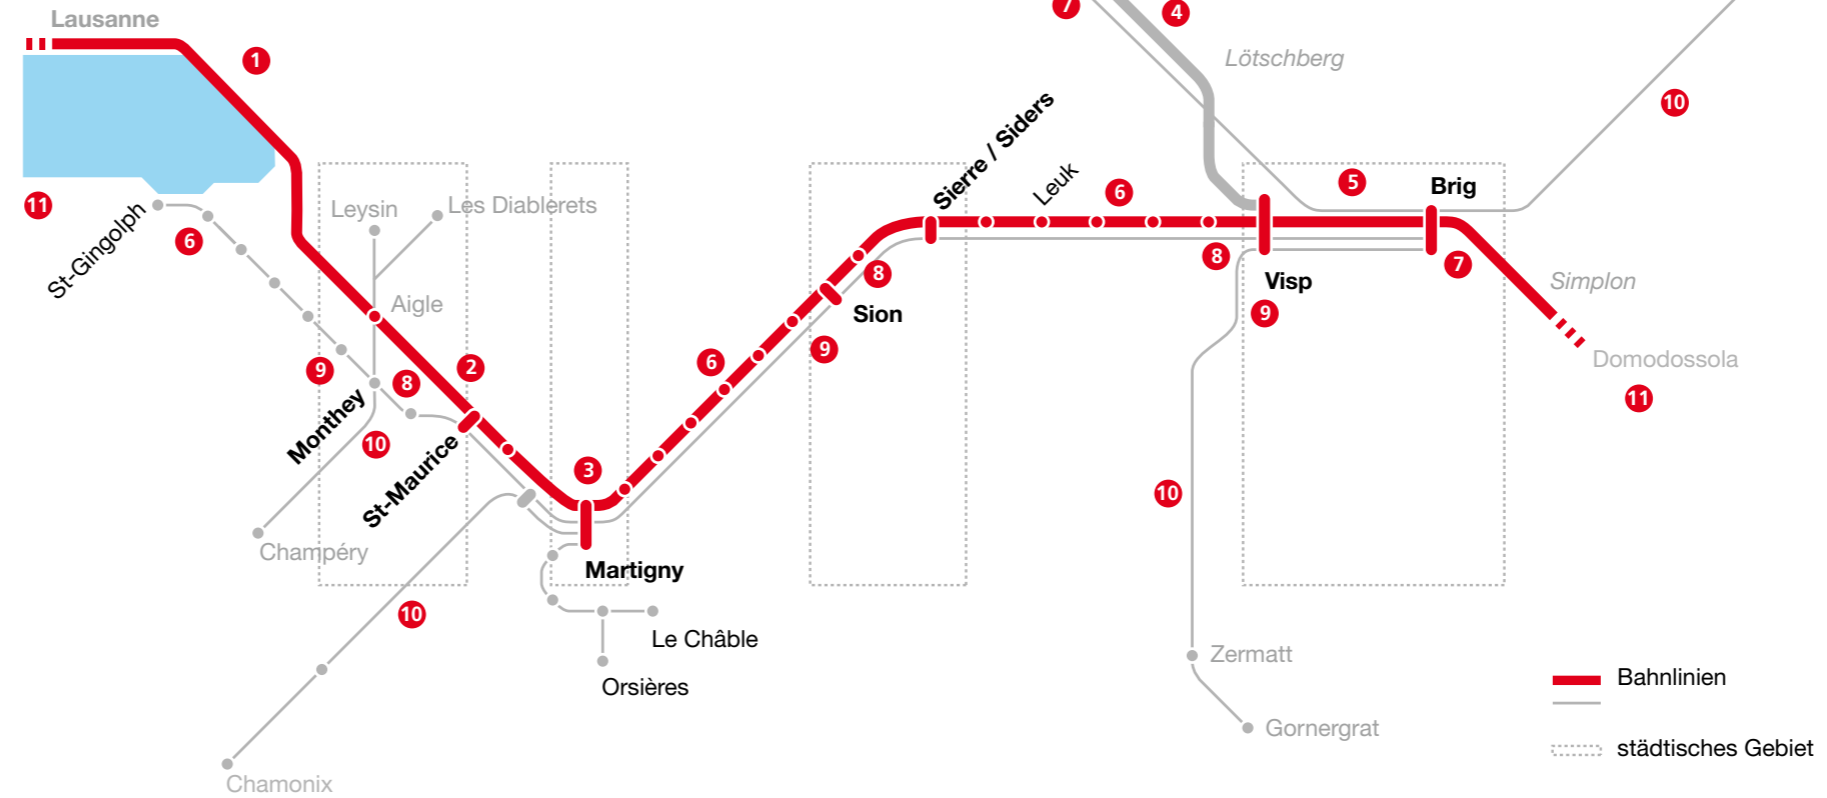 Lausanne
1
7
4
Lötschberg
10
11
St-Gingolph
6
Leysin
Les Diablerets
Aigle
9
8
2
Monthey
10
St-Maurice
Champéry
10
Chamonix
3
Martigny
Le Châble
Orsières
6
Sion
9
8
Sierre / Siders
Leuk
6
8
5
Brig
Visp
9
7
Simplon
Domodossola
11
10
Zermatt
Gornergrat
Bahnlinien
städtisches Gebiet